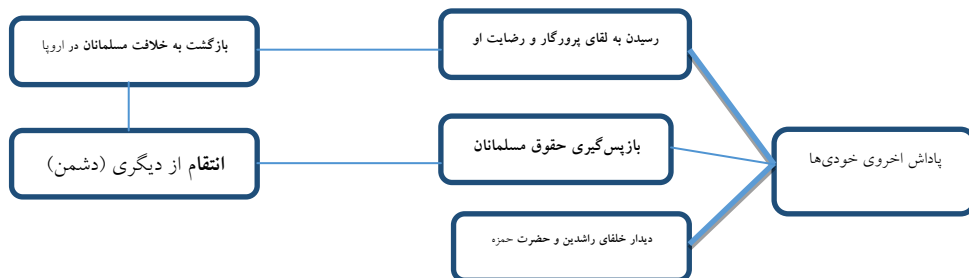 رسیدن به لقای پرورگار و رضایت او
بازگشت به خلافت مسلمانان در اروپا
پاداش اخروی خودی‌ها
بازپس‌گیری حقوق مسلمانان
انتقام از دیگری (دشمن)
دیدار خلفای راشدین و حضرت حمزه